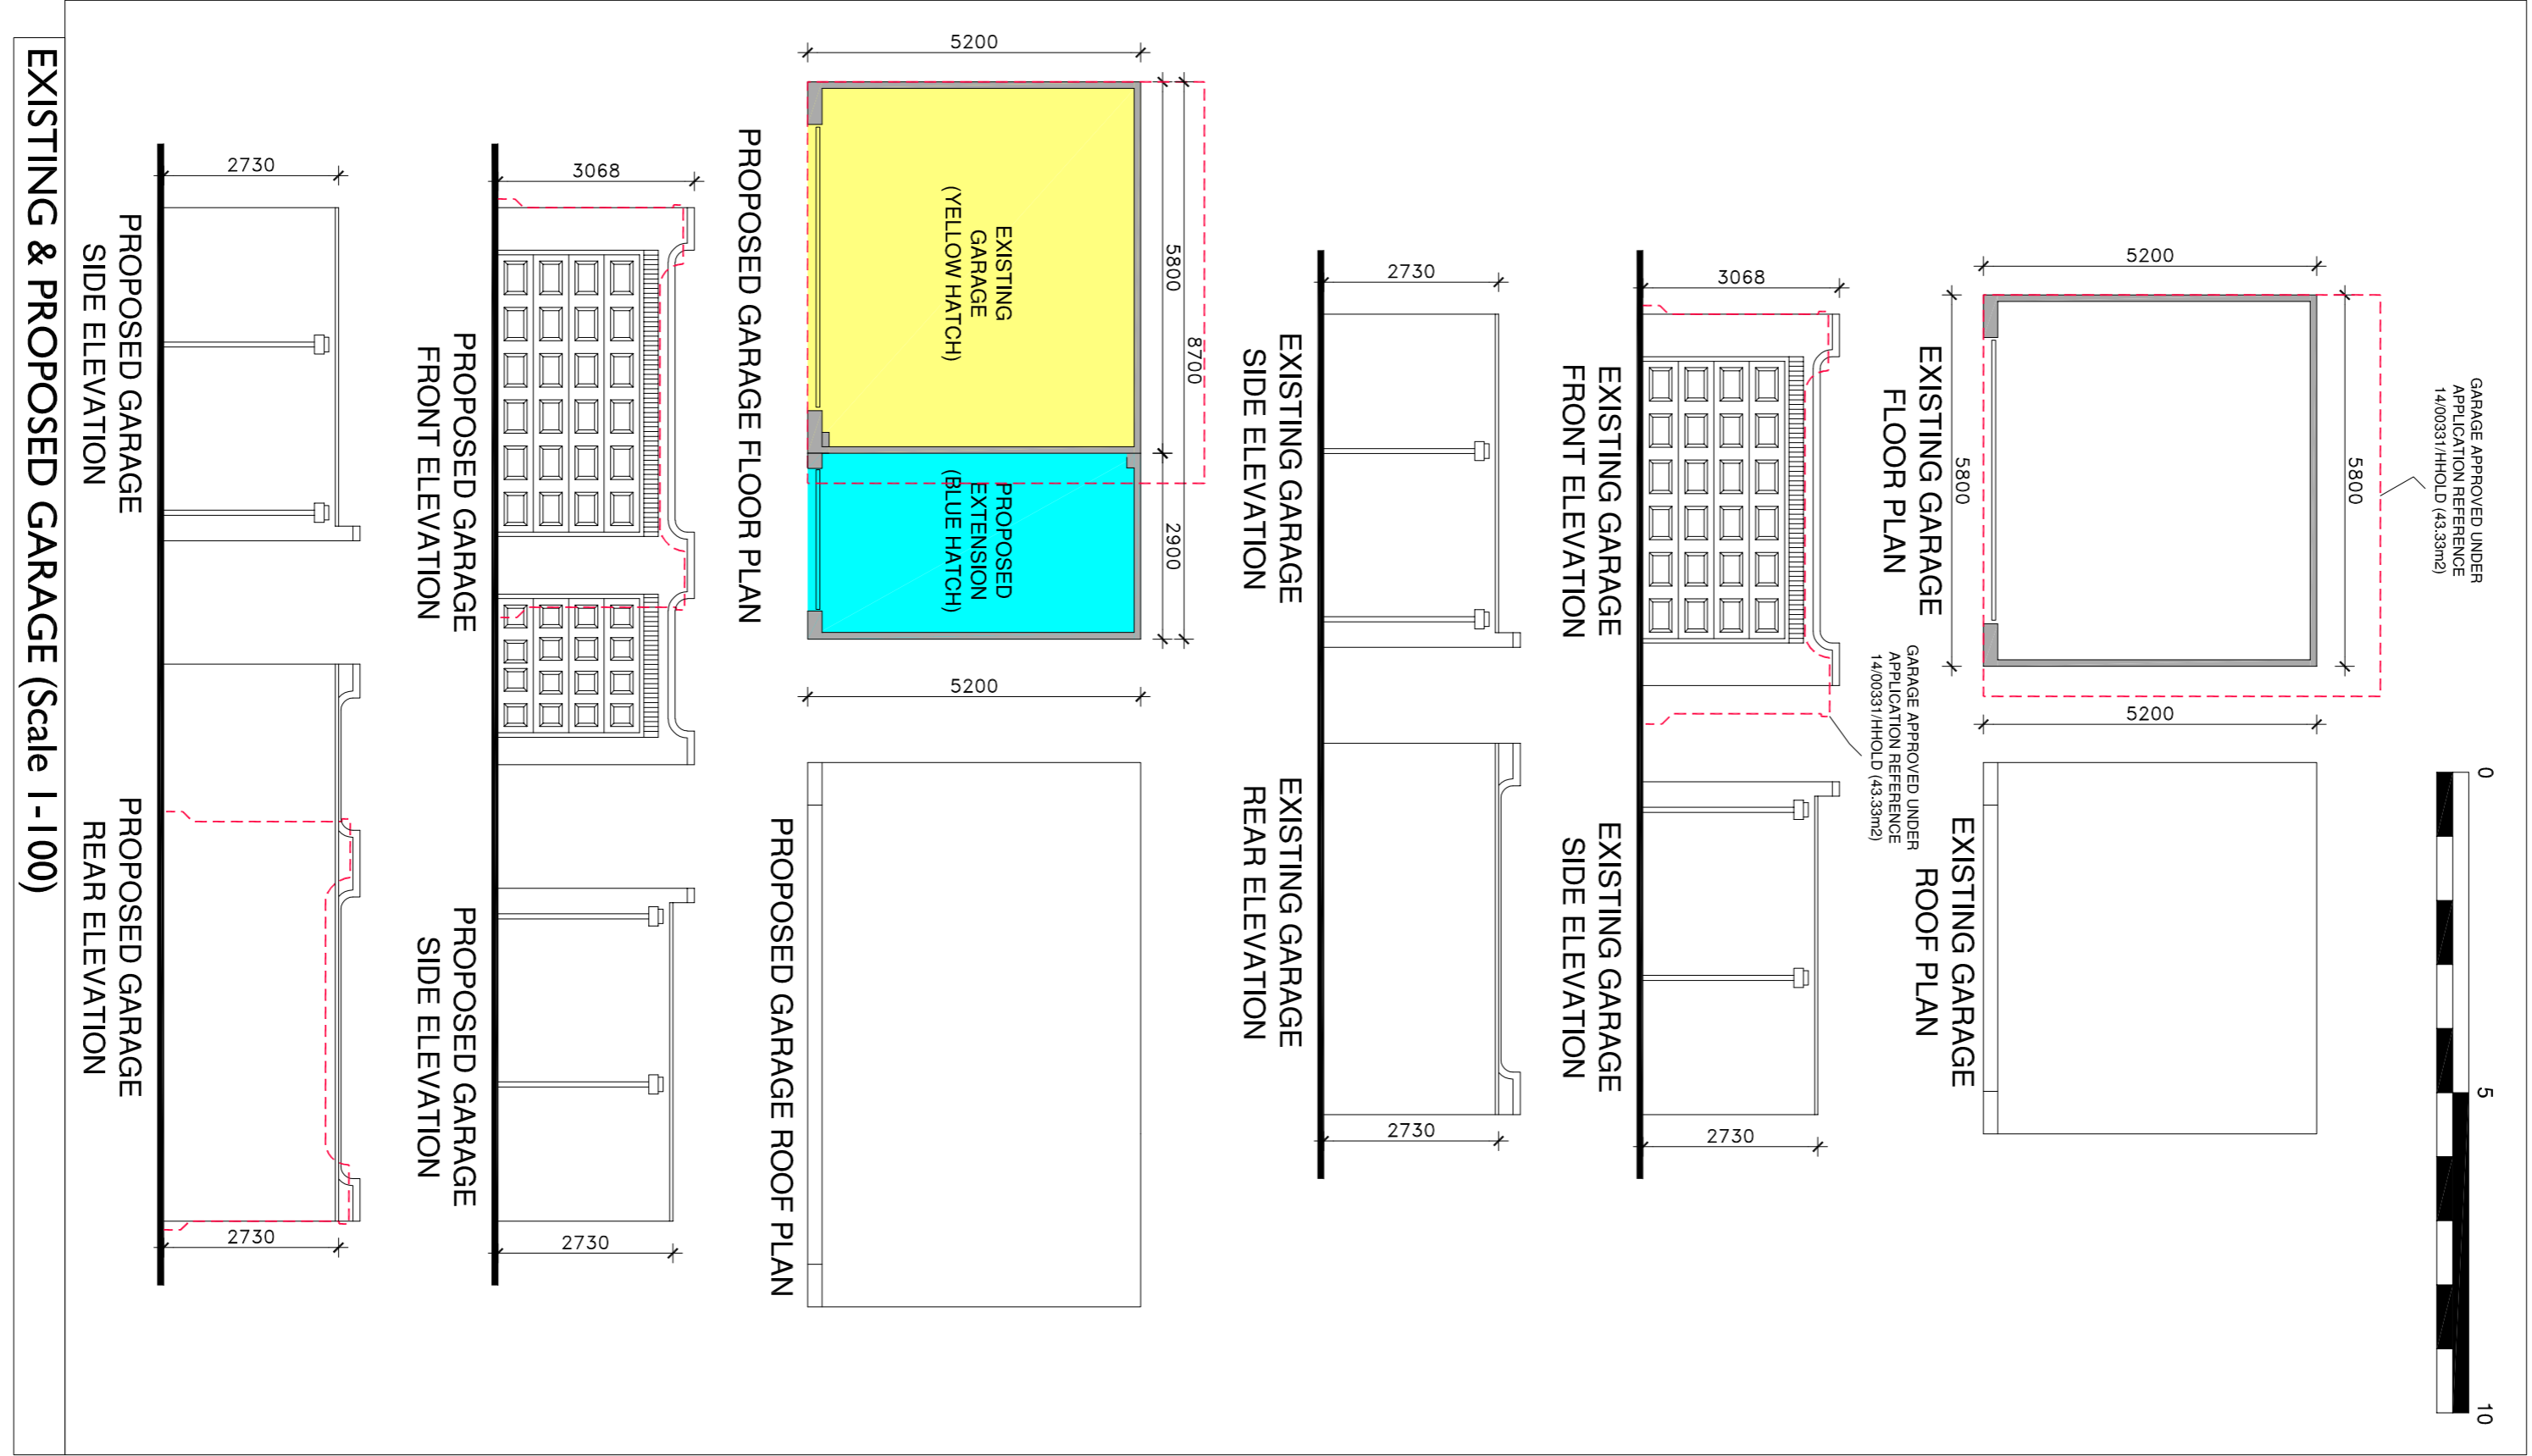 0
5
10
GARAGE APPROVED UNDER
APPLICATION REFERENCE
14/00331/HHOLD (43.33m2)
5800
5200
5800
EXISTING GARAGE
FLOOR PLAN
5200
EXISTING GARAGE
ROOF PLAN
GARAGE APPROVED UNDER
APPLICATION REFERENCE
14/00331/HHOLD (43.33m2)
3068
EXISTING GARAGE
FRONT ELEVATION
2730
EXISTING GARAGE
SIDE ELEVATION
2730
EXISTING GARAGE
SIDE ELEVATION
2730
EXISTING GARAGE
REAR ELEVATION
8700
5800
2900
5200
EXISTING
GARAGE
(YELLOW HATCH)
PROPOSED
EXTENSION
(BLUE HATCH)
PROPOSED GARAGE FLOOR PLAN
5200
PROPOSED GARAGE ROOF PLAN
3068
PROPOSED GARAGE
FRONT ELEVATION
2730
PROPOSED GARAGE
SIDE ELEVATION
2730
PROPOSED GARAGE
SIDE ELEVATION
2730
PROPOSED GARAGE
REAR ELEVATION
EXISTING & PROPOSED GARAGE (Scale 1-100)